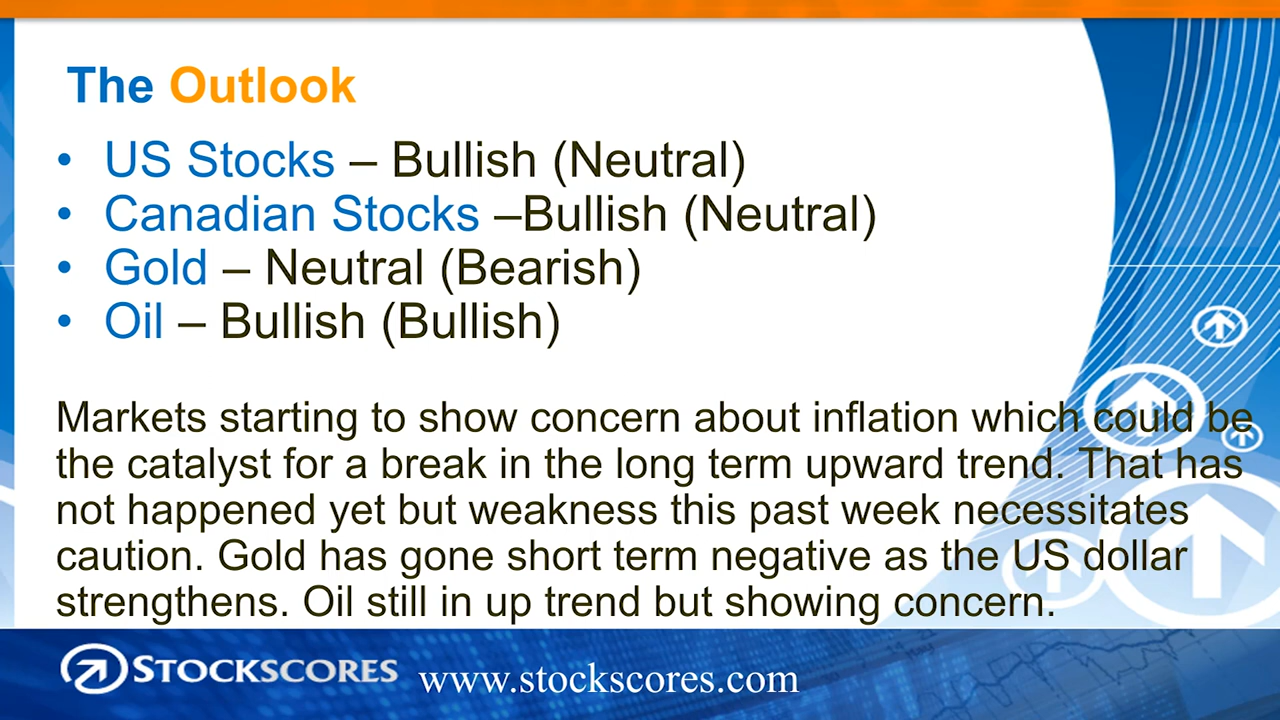 The Outlook
• US Stocks – Bullish (Neutral)
• Canadian Stocks –Bullish (Neutral)
• Gold – Neutral (Bearish)
• Oil – Bullish (Bullish)
Markets starting to show concern about inflation which could be
the catalyst for a break in the long term upward trend. That has
not happened yet but weakness this past week necessitates
caution. Gold has gone short term negative as the US dollar
strengthens. Oil still in up trend but showing concern.
STOCKSCORES www.stockscores.com